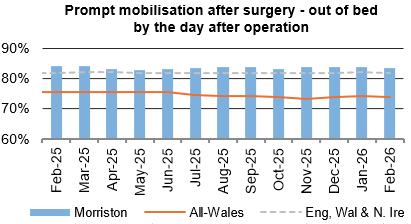 Prompt mobilisation after surgery - out of bed
by the day after operation
90%
80%
70%
60%
Feb-25
Mar-25
Apr-25
May-25
Jun-25
Jul-25
Aug-25
Sep-25
Oct-25
Nov-25
Dec-25
Jan-26
Feb-26
Morriston All-Wales Eng, Wal & N. Ire